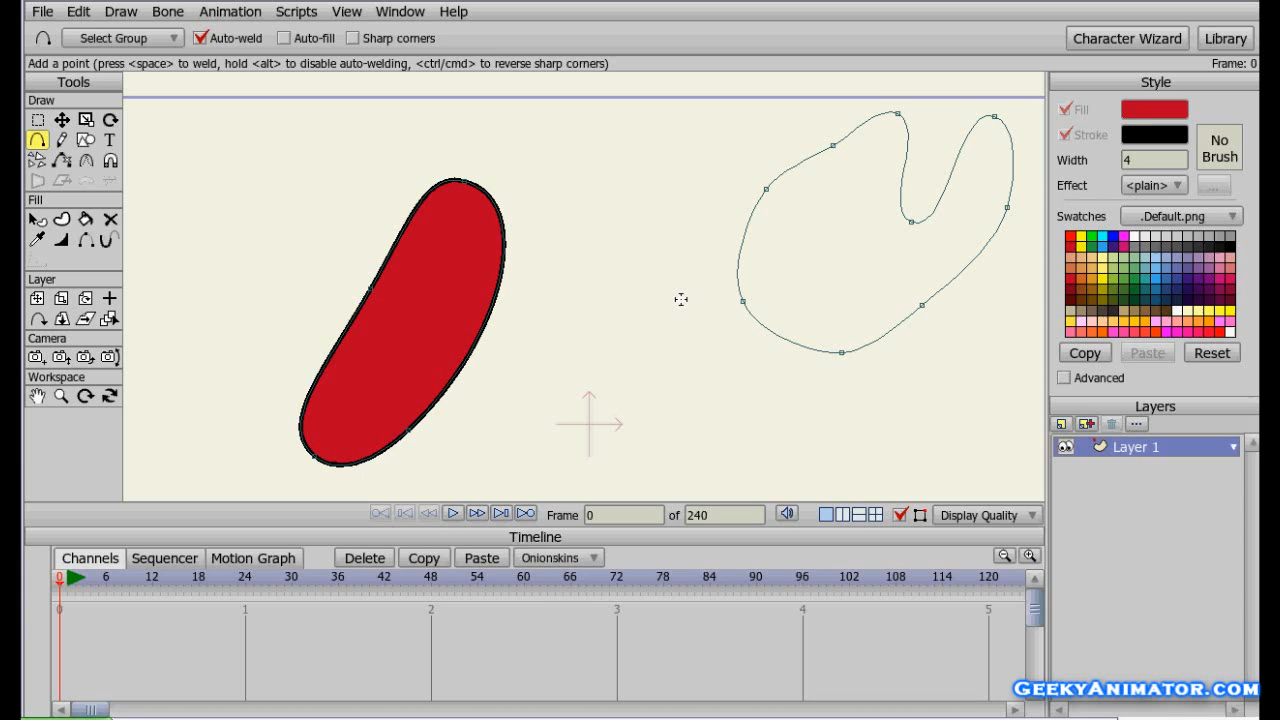 File Edit Draw Bone Animation Scripts View Window Help
Select Group Auto-weld Auto-fill Sharp corners Character Wizard Library
Add a point (press <space> to weld, hold <alt> to disable auto-welding, <ctrl/cmd> to reverse sharp corners) Frame: 0
Tools
Style
Draw
Fill
Stroke
No
Brush
Width 4
Effect <plain> ...
Fill
Swatches .Default.png
Layer
Camera
Copy Paste Reset
Workspace
Advanced
Layers
Layer 1
Frame 0 of 240 Display Quality
Timeline
Channels Sequencer Motion Graph Delete Copy Paste Onionskins
0 6 12 18 24 30 36 42 48 54 60 66 72 78 84 90 96 102 108 114 120
0 1 2 3 4 5
GeekyAnimator.com